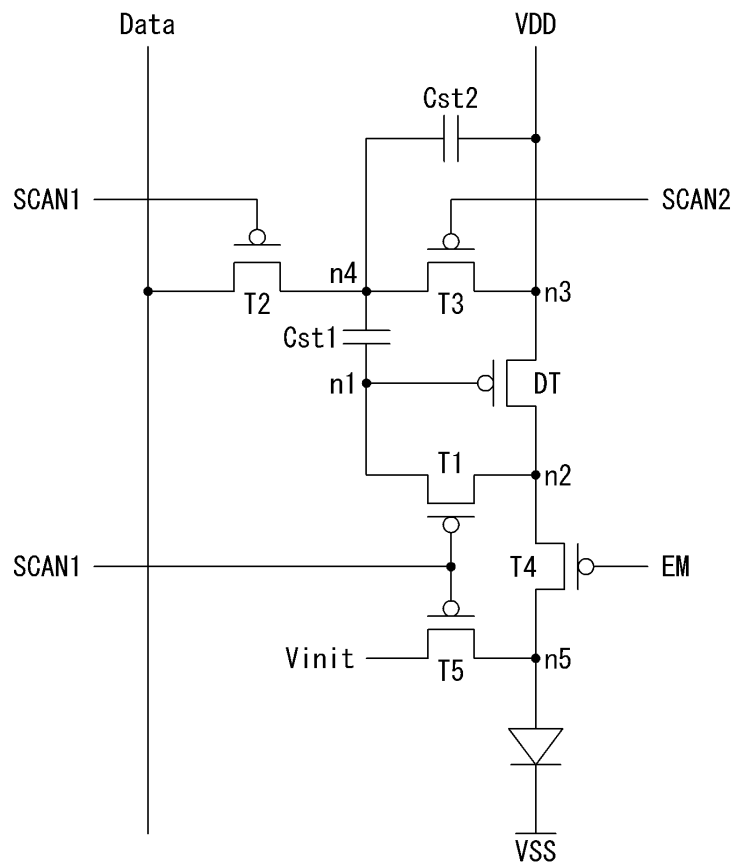 Data
VDD
Cst2
SCAN1
SCAN2
n4
n3
T2
T3
Cst1
n1
DT
T1
n2
SCAN1
T4
EM
Vinit
T5
n5
VSS